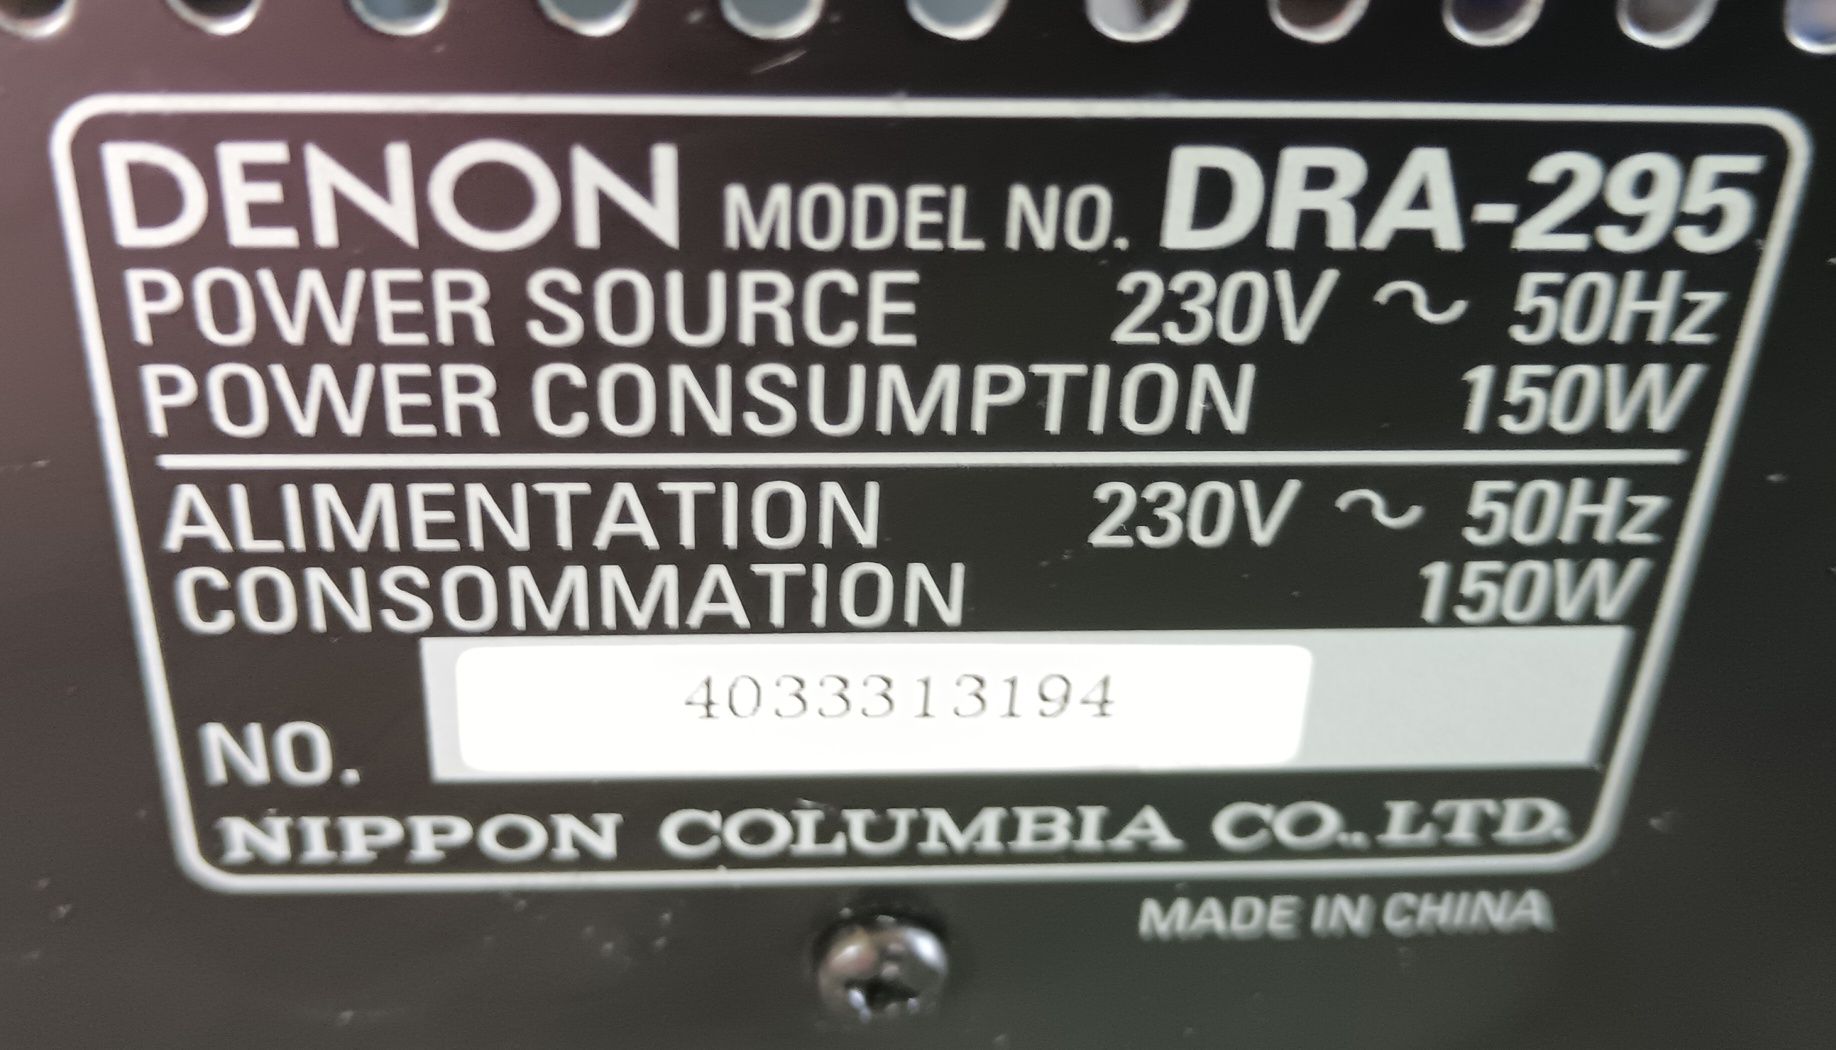 DENON MODEL NO. DRA-295
POWER SOURCE 230V ~ 50Hz
POWER CONSUMPTION 150W
ALIMENTATION 230V ~ 50Hz
CONSOMMATION 150W
4033313194
NO.
NIPPON COLUMBIA CO., LTD.
MADE IN CHINA